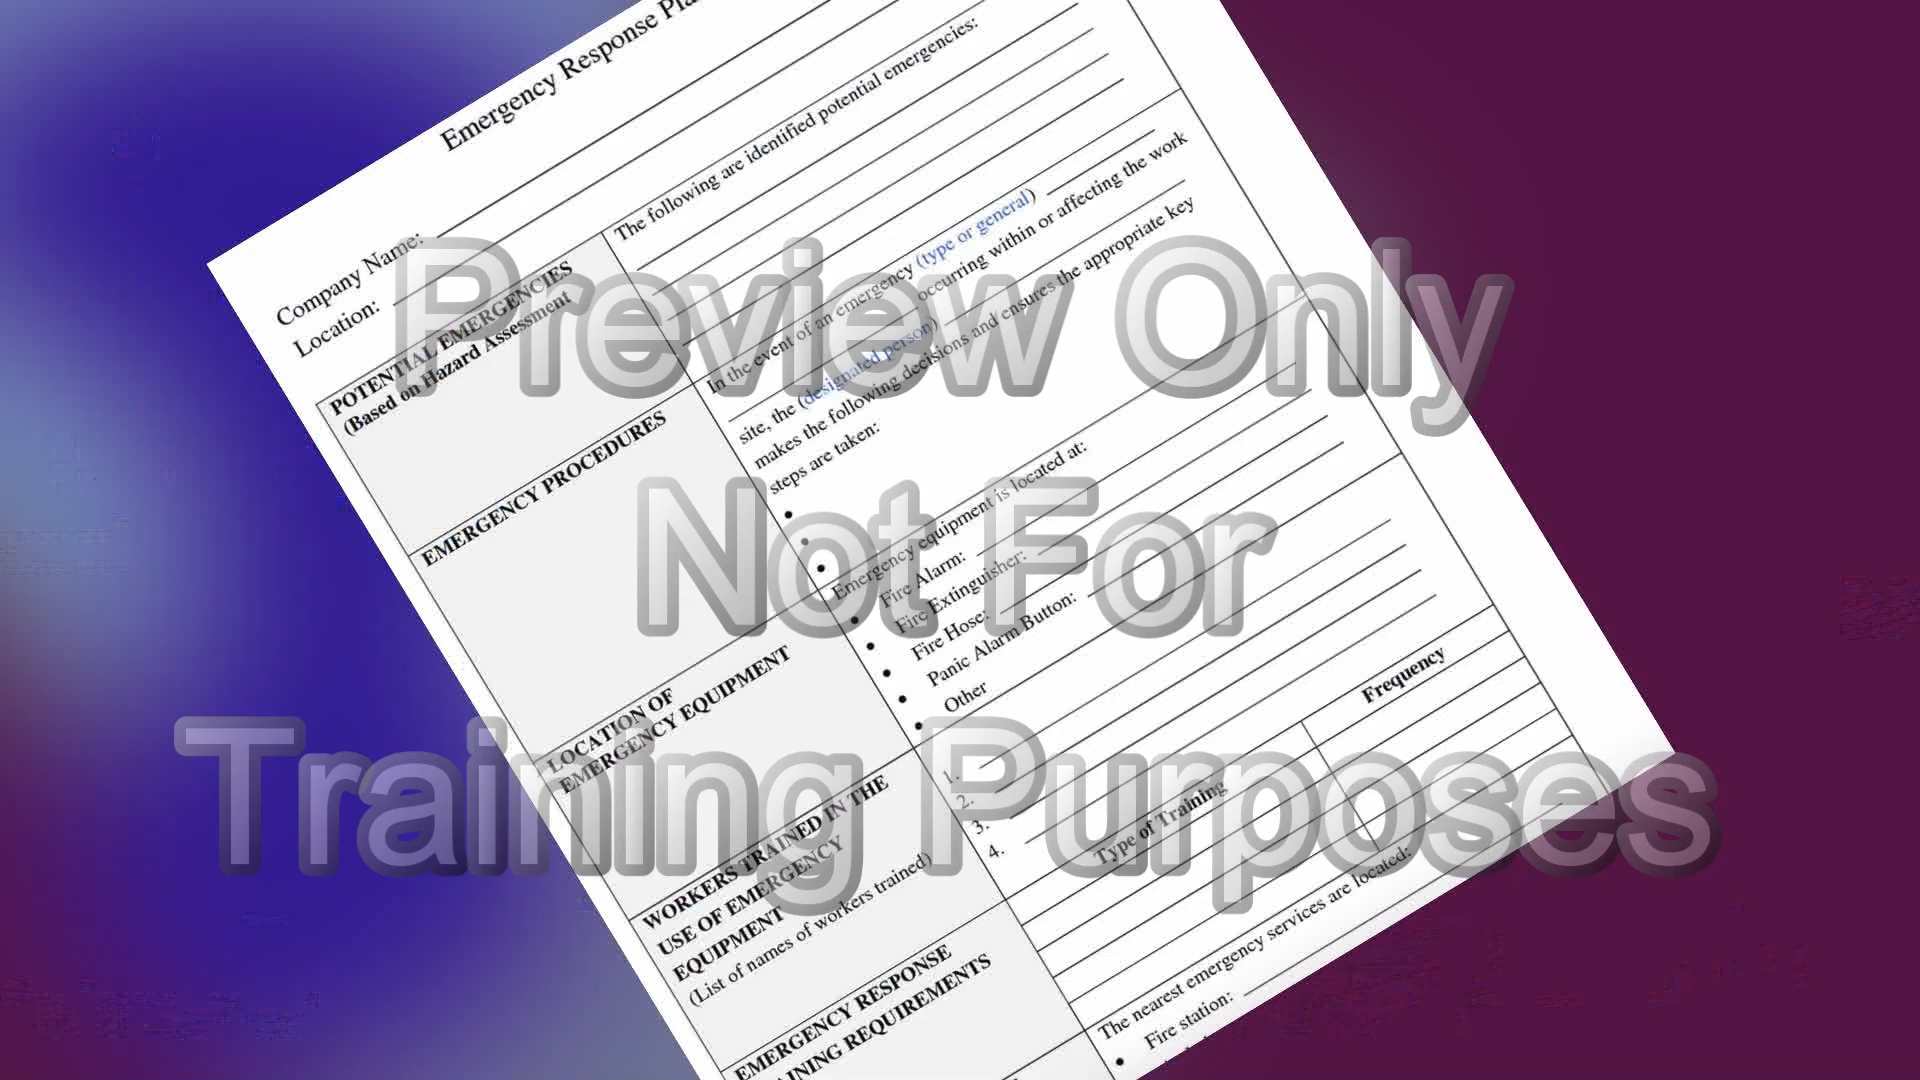 Emergency Response
Company Name:
Location:
POTENTIAL EMERGENCIES
(Based on Hazard Assessment
The following are identified potential emergencies:
EMERGENCY PROCEDURES
In the event of an emergency (type or general)
occurring within or affecting the work
site, the (designated person)
makes the following decisions and ensures the appropriate key
steps are taken:
LOCATION OF
EMERGENCY EQUIPMENT
Emergency equipment is located at:
• Fire Alarm:
• Fire Extinguisher:
• Fire Hose:
• Panic Alarm Button:
• Other
WORKERS TRAINED IN THE
USE OF EMERGENCY
EQUIPMENT
(List of names of workers trained)
1.
2.
3.
4.
EMERGENCY RESPONSE
REQUIREMENTS
Type of Training
Frequency
The nearest emergency services are located:
• Fire station:
Preview Only
Not For
Training Purposes